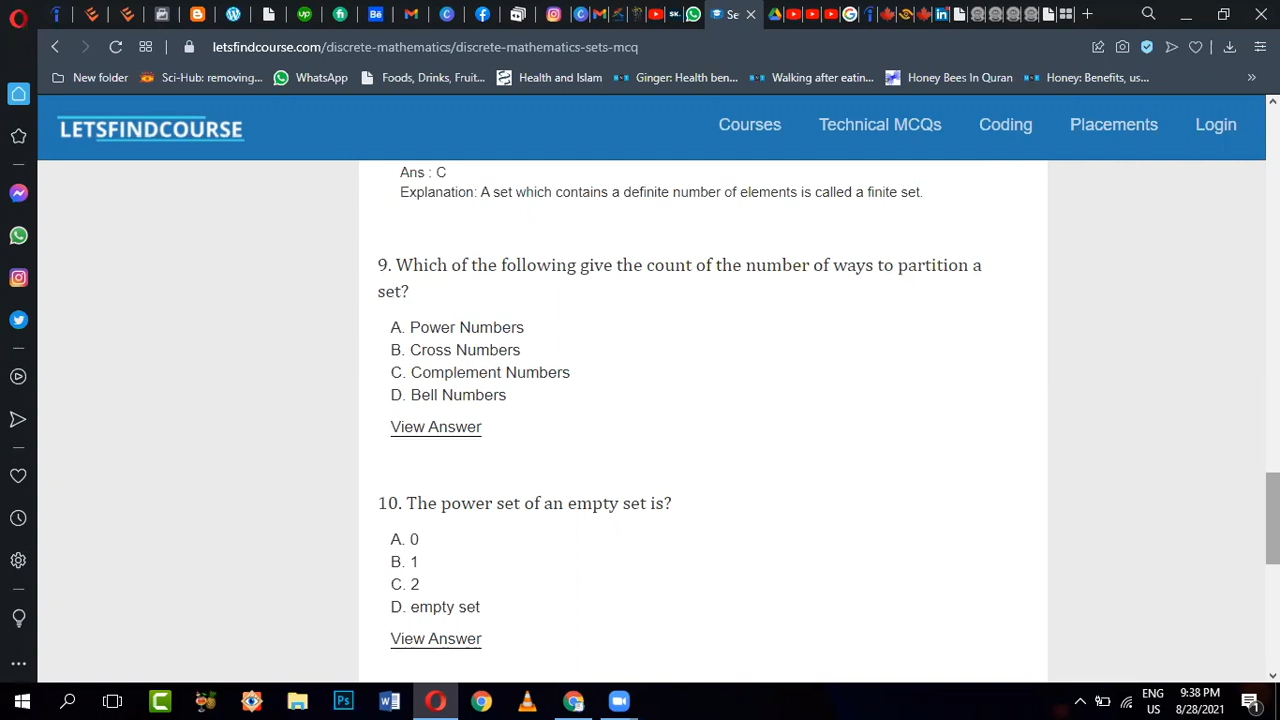 Se
letsfindcourse.com/discrete-mathematics/discrete-mathematics-sets-mcq
New folder
Sci-Hub: removing...
WhatsApp
Foods, Drinks, Fruit...
Health and Islam
Ginger: Health ben...
Walking after eatin...
Honey Bees In Quran
Honey: Benefits, us...
LETSFINDCOURSE
Courses
Technical MCQs
Coding
Placements
Login
Ans : C
Explanation: A set which contains a definite number of elements is called a finite set.
9. Which of the following give the count of the number of ways to partition a
set?
A. Power Numbers
B. Cross Numbers
C. Complement Numbers
D. Bell Numbers
View Answer
10. The power set of an empty set is?
A. 0
B. 1
C. 2
D. empty set
View Answer
ENG
US
9:38 PM
8/28/2021